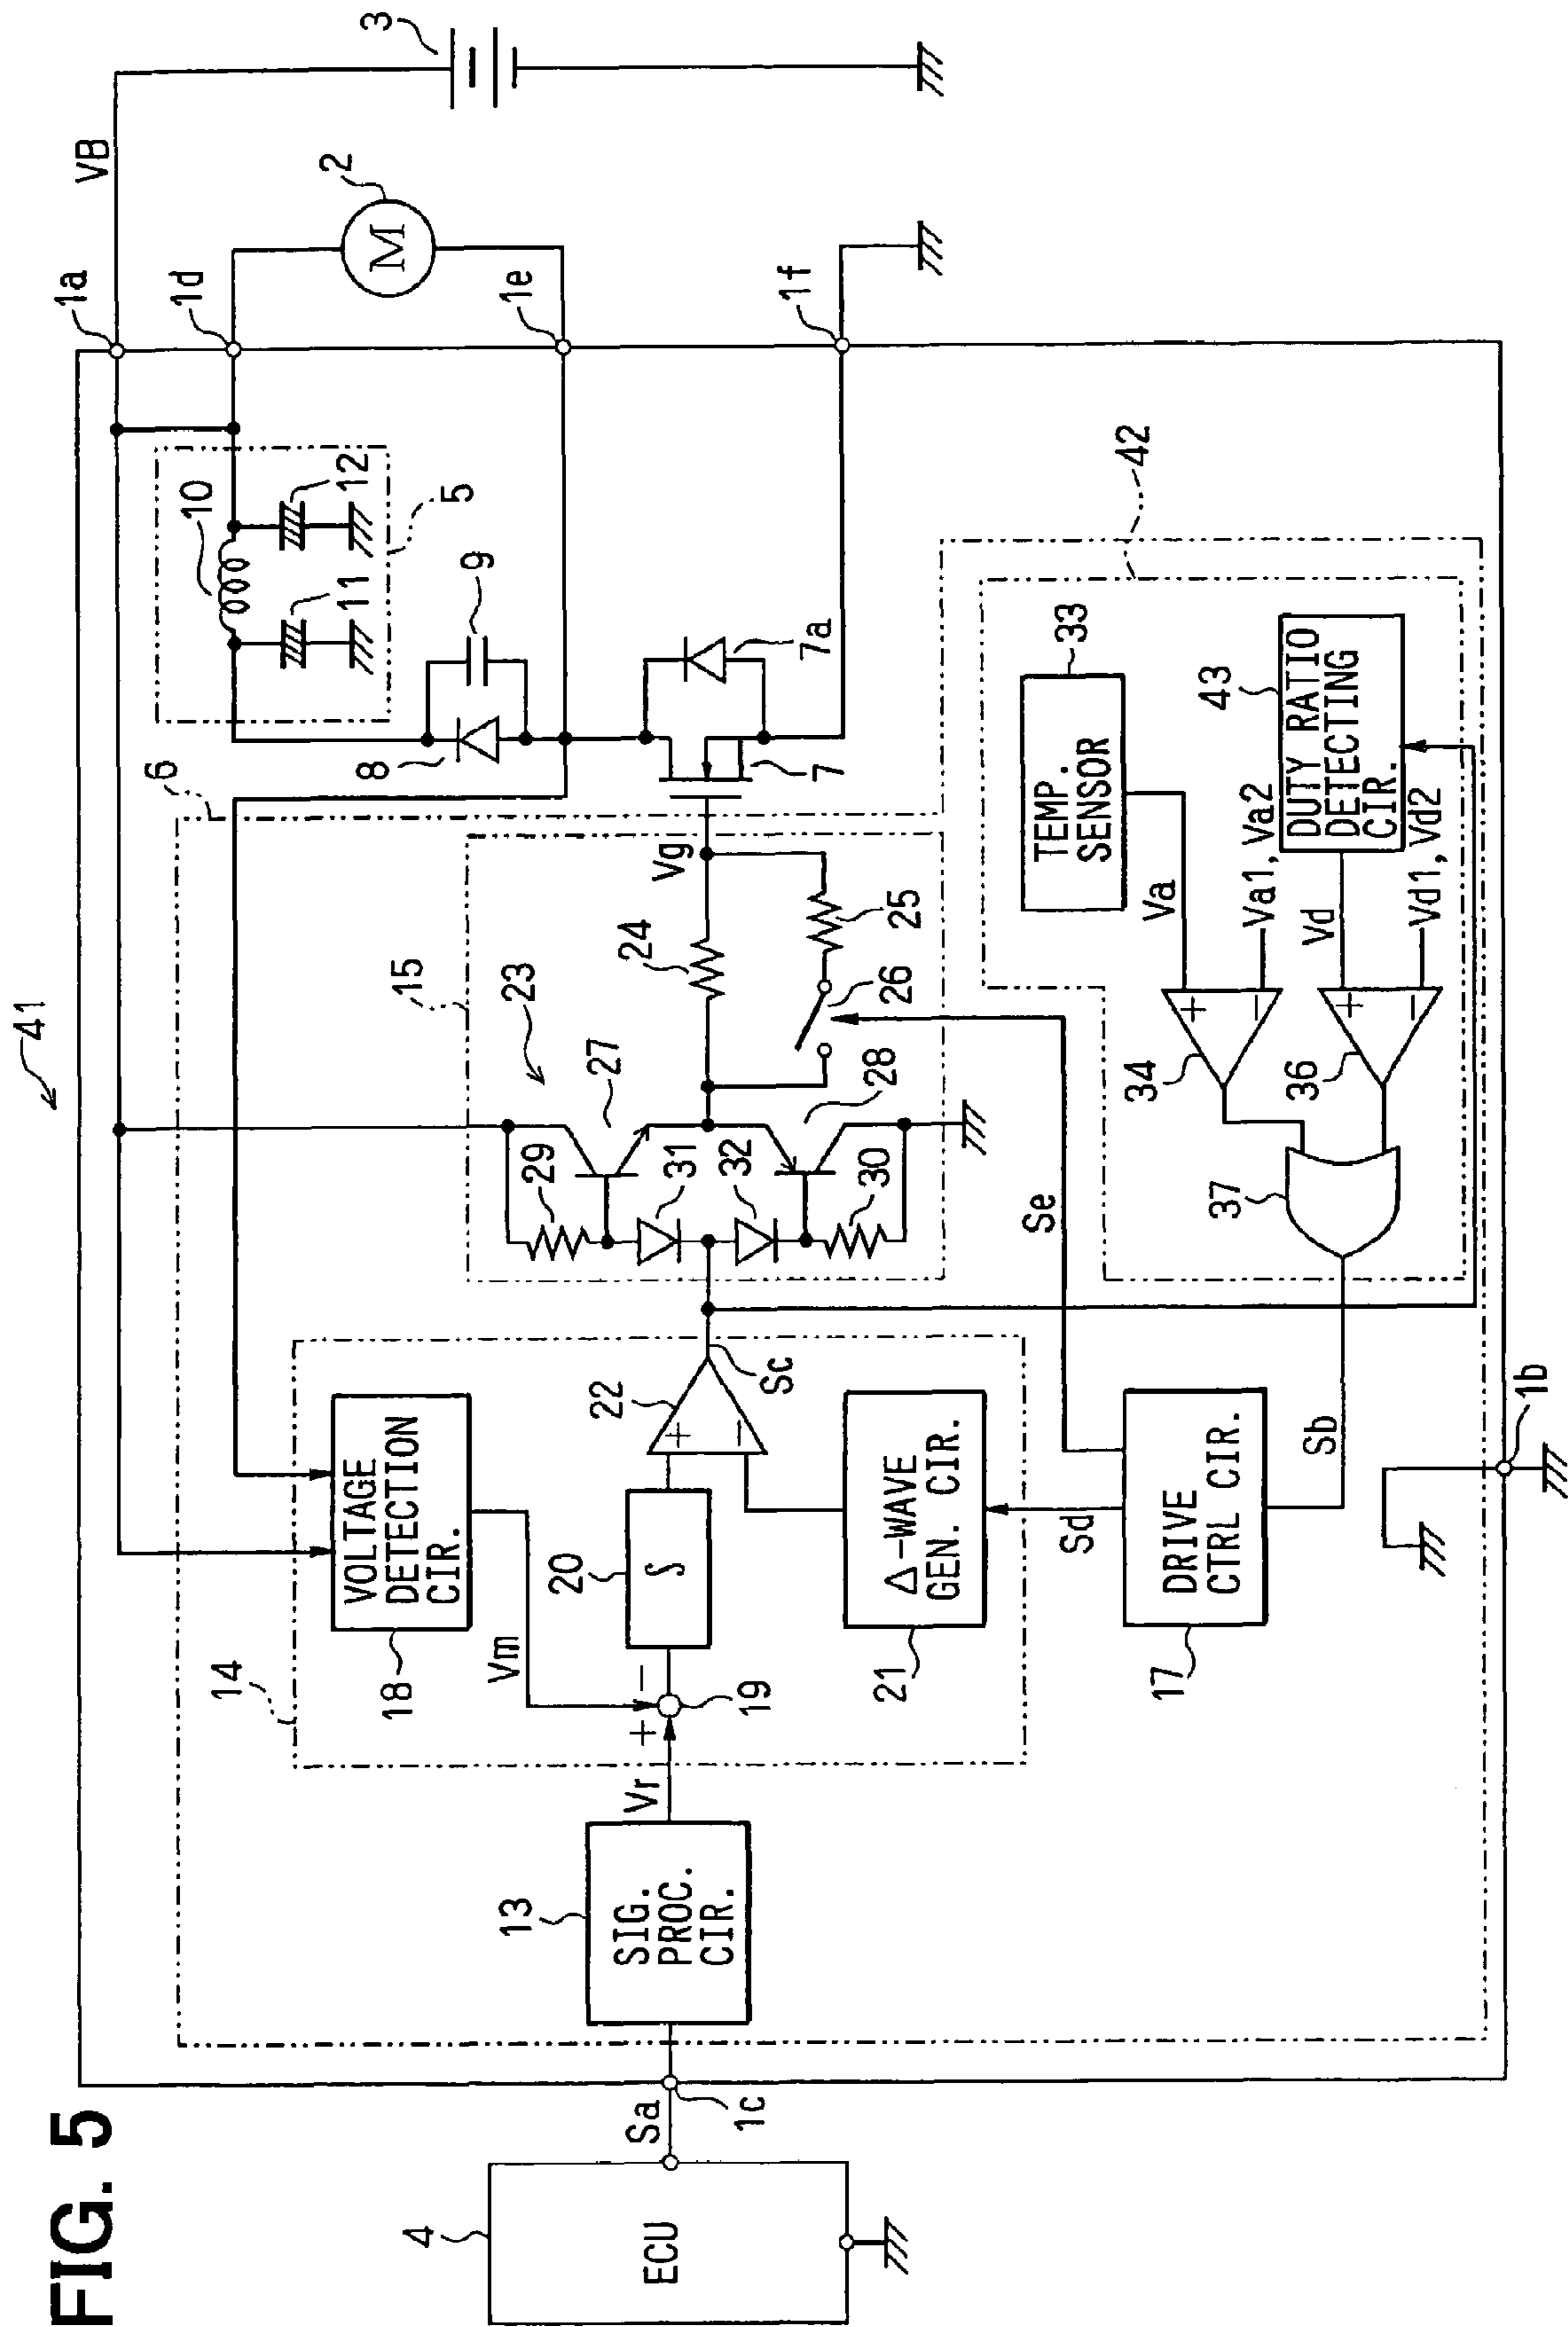 FIG. 5
41
4
ECU
Sa
1c
13
SIG.
PROC.
CIR.
Vr
14
18
VOLTAGE
DETECTION
CIR.
Vm
+
−
19
20
∫
22
+
−
Sc
21
Δ-WAVE
GEN. CIR.
Sd
17
DRIVE
CTRL CIR.
Se
Sb
1b
6
15
23
29
27
31
32
28
30
24
25
26
Vg
10
11
12
5
8
9
7
7a
42
TEMP.
SENSOR
33
43
DUTY RATIO
DETECTING
CIR.
Va
Va1, Va2
Vd
Vd1, Vd2
34
+
−
36
+
−
37
1a
1d
1e
1f
VB
M
2
3